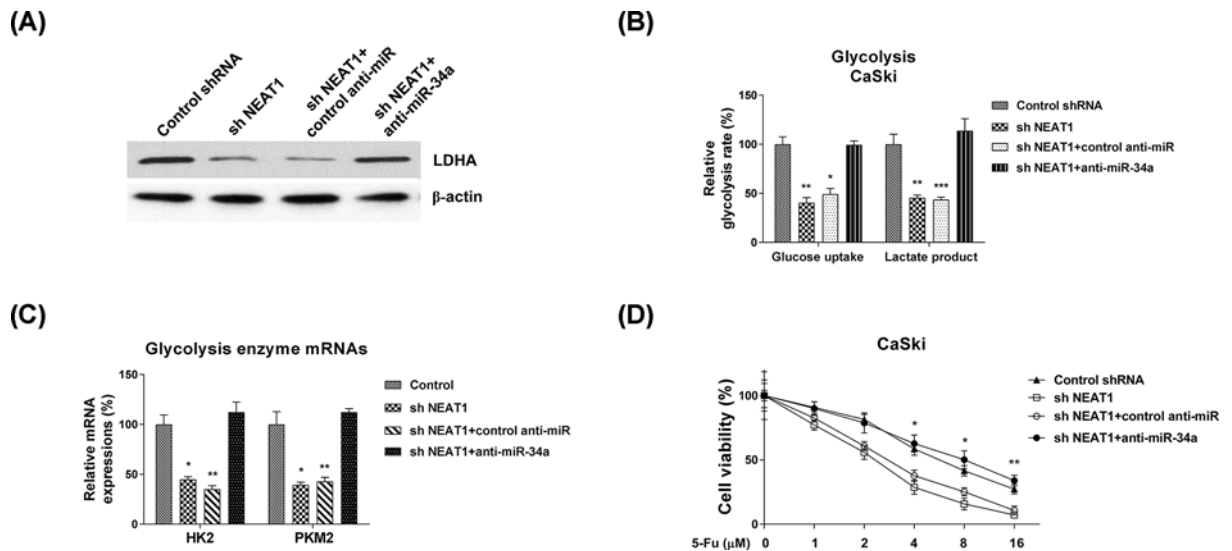 (A)
Control shRNA
sh NEAT1
sh NEAT1+
control anti-miR
sh NEAT1+
anti-miR-34a
LDHA
β-actin
(B)
Glycolysis
CaSki
Relative
glycolysis rate (%)
150
100
50
0
** * ** ***
Glucose uptake Lactate product
Control shRNA
sh NEAT1
sh NEAT1+control anti-miR
sh NEAT1+anti-miR-34a
(C)
Glycolysis enzyme mRNAs
Relative mRNA
expressions (%)
150
100
50
0
* ** * **
HK2 PKM2
Control
sh NEAT1
sh NEAT1+control anti-miR
sh NEAT1+anti-miR-34a
(D)
CaSki
Cell viability (%)
100
75
50
25
0
* * **
5-Fu (μM) 0 1 2 4 8 16
Control shRNA
sh NEAT1
sh NEAT1+control anti-miR
sh NEAT1+anti-miR-34a